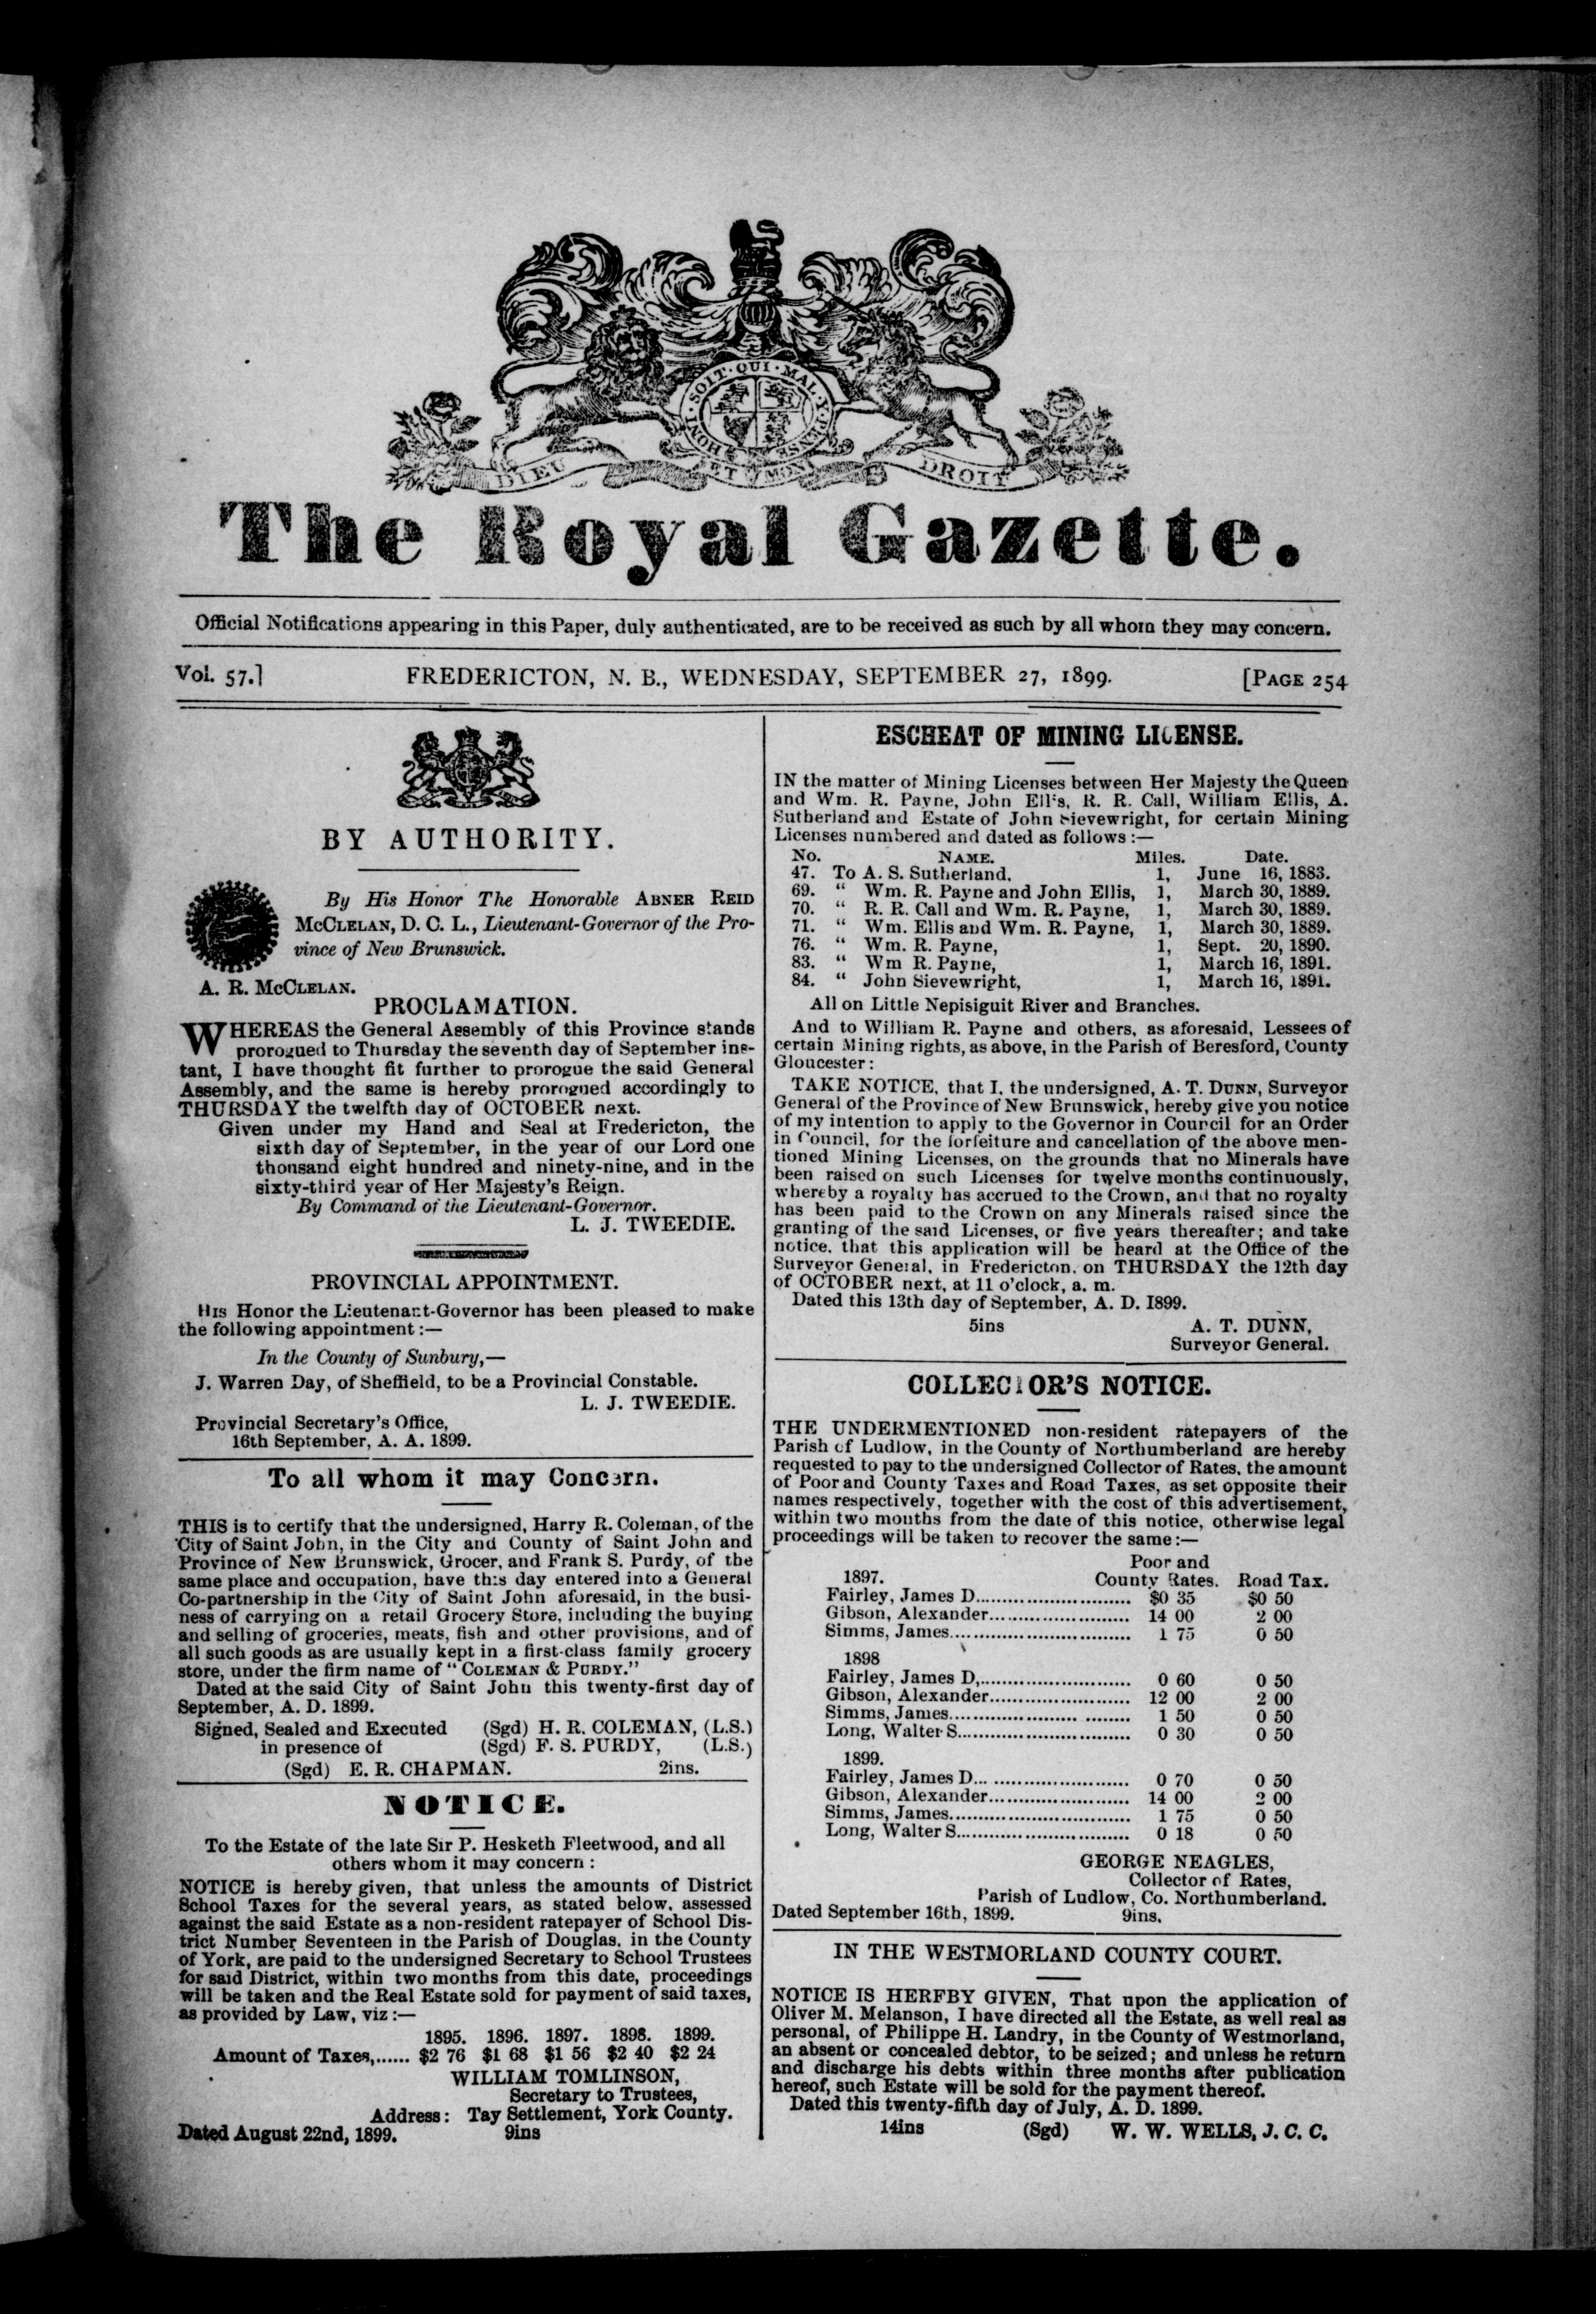 HONI·SOIT·QUI·MAL·Y·PENSE
DIEU ET MON DROIT
The Royal Gazette.
Official Notifications appearing in this Paper, duly authenticated, are to be received as such by all whom they may concern.
Vol. 57.] FREDERICTON, N. B., WEDNESDAY, SEPTEMBER 27, 1899. [PAGE 254
BY AUTHORITY.
By His Honor The Honorable ABNER REID
MCCLELAN, D. C. L., Lieutenant-Governor of the Pro-
vince of New Brunswick.
A. R. MCCLELAN.
PROCLAMATION.
WHEREAS the General Assembly of this Province stands
prorogued to Thursday the seventh day of September ins-
tant, I have thought fit further to prorogue the said General
Assembly, and the same is hereby prorogued accordingly to
THURSDAY the twelfth day of OCTOBER next.
Given under my Hand and Seal at Fredericton, the
sixth day of September, in the year of our Lord one
thousand eight hundred and ninety-nine, and in the
sixty-third year of Her Majesty's Reign.
By Command of the Lieutenant-Governor.
L. J. TWEEDIE.
PROVINCIAL APPOINTMENT.
HIS Honor the Lieutenant-Governor has been pleased to make
the following appointment :—
In the County of Sunbury,—
J. Warren Day, of Sheffield, to be a Provincial Constable.
L. J. TWEEDIE.
Provincial Secretary's Office,
16th September, A. A. 1899.
To all whom it may Concern.
THIS is to certify that the undersigned, Harry R. Coleman, of the
City of Saint John, in the City and County of Saint John and
Province of New Brunswick, Grocer, and Frank S. Purdy, of the
same place and occupation, have this day entered into a General
Co-partnership in the City of Saint John aforesaid, in the busi-
ness of carrying on a retail Grocery Store, including the buying
and selling of groceries, meats, fish and other provisions, and of
all such goods as are usually kept in a first-class family grocery
store, under the firm name of "COLEMAN & PURDY."
Dated at the said City of Saint John this twenty-first day of
September, A. D. 1899.
Signed, Sealed and Executed (Sgd) H. R. COLEMAN, (L.S.)
in presence of (Sgd) F. S. PURDY, (L.S.)
(Sgd) E. R. CHAPMAN. 2ins.
NOTICE.
To the Estate of the late Sir P. Hesketh Fleetwood, and all
others whom it may concern :
NOTICE is hereby given, that unless the amounts of District
School Taxes for the several years, as stated below, assessed
against the said Estate as a non-resident ratepayer of School Dis-
trict Number Seventeen in the Parish of Douglas, in the County
of York, are paid to the undersigned Secretary to School Trustees
for said District, within two months from this date, proceedings
will be taken and the Real Estate sold for payment of said taxes,
as provided by Law, viz :—
1895. 1896. 1897. 1898. 1899.
Amount of Taxes,...... $2 76 $1 68 $1 56 $2 40 $2 24
WILLIAM TOMLINSON,
Secretary to Trustees,
Address: Tay Settlement, York County.
Dated August 22nd, 1899. 9ins
ESCHEAT OF MINING LICENSE.
IN the matter of Mining Licenses between Her Majesty the Queen
and Wm. R. Payne, John Ellis, R. R. Call, William Ellis, A.
Sutherland and Estate of John Sievewright, for certain Mining
Licenses numbered and dated as follows :—
No. NAME. Miles. Date.
47. To A. S. Sutherland, 1, June 16, 1883.
69. " Wm. R. Payne and John Ellis, 1, March 30, 1889.
70. " R. R. Call and Wm. R. Payne, 1, March 30, 1889.
71. " Wm. Ellis and Wm. R. Payne, 1, March 30, 1889.
76. " Wm. R. Payne, 1, Sept. 20, 1890.
83. " Wm R. Payne, 1, March 16, 1891.
84. " John Sievewright, 1, March 16, 1891.
All on Little Nepisiguit River and Branches.
And to William R. Payne and others, as aforesaid, Lessees of
certain Mining rights, as above, in the Parish of Beresford, County
Gloucester :
TAKE NOTICE, that I, the undersigned, A. T. DUNN, Surveyor
General of the Province of New Brunswick, hereby give you notice
of my intention to apply to the Governor in Council for an Order
in Council, for the forfeiture and cancellation of the above men-
tioned Mining Licenses, on the grounds that no Minerals have
been raised on such Licenses for twelve months continuously,
whereby a royalty has accrued to the Crown, and that no royalty
has been paid to the Crown on any Minerals raised since the
granting of the said Licenses, or five years thereafter; and take
notice, that this application will be heard at the Office of the
Surveyor General, in Fredericton, on THURSDAY the 12th day
of OCTOBER next, at 11 o'clock, a. m.
Dated this 13th day of September, A. D. 1899.
5ins A. T. DUNN,
Surveyor General.
COLLECTOR'S NOTICE.
THE UNDERMENTIONED non-resident ratepayers of the
Parish of Ludlow, in the County of Northumberland are hereby
requested to pay to the undersigned Collector of Rates, the amount
of Poor and County Taxes and Road Taxes, as set opposite their
names respectively, together with the cost of this advertisement,
within two months from the date of this notice, otherwise legal
proceedings will be taken to recover the same :—
Poor and
1897. County Rates. Road Tax.
Fairley, James D.......................... $0 35 $0 50
Gibson, Alexander........................ 14 00 2 00
Simms, James............................... 1 75 0 50
1898
Fairley, James D,.......................... 0 60 0 50
Gibson, Alexander........................ 12 00 2 00
Simms, James............................... 1 50 0 50
Long, Walter S.............................. 0 30 0 50
1899.
Fairley, James D.......................... 0 70 0 50
Gibson, Alexander........................ 14 00 2 00
Simms, James............................... 1 75 0 50
Long, Walter S.............................. 0 18 0 50
GEORGE NEAGLES,
Collector of Rates,
Parish of Ludlow, Co. Northumberland.
Dated September 16th, 1899. 9ins.
IN THE WESTMORLAND COUNTY COURT.
NOTICE IS HEREBY GIVEN, That upon the application of
Oliver M. Melanson, I have directed all the Estate, as well real as
personal, of Philippe H. Landry, in the County of Westmorland,
an absent or concealed debtor, to be seized; and unless he return
and discharge his debts within three months after publication
hereof, such Estate will be sold for the payment thereof.
Dated this twenty-fifth day of July, A. D. 1899.
14ins (Sgd) W. W. WELLS, J. C. C.